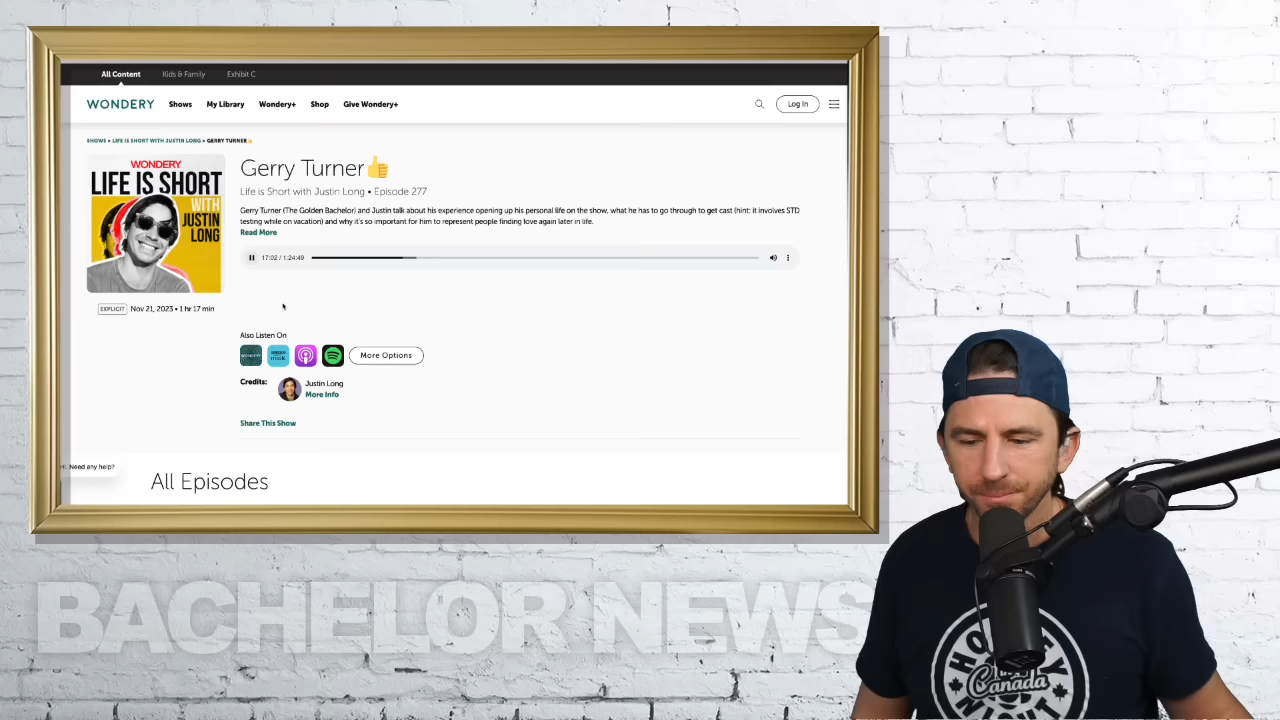 All Content Kids & Family Exhibit C
WONDERY Shows My Library Wondery+ Shop Give Wondery+ Log In
SHOWS • LIFE IS SHORT WITH JUSTIN LONG • GERRY TURNER👍
WONDERY
LIFE IS SHORT
WITH
JUSTIN
LONG
Gerry Turner👍
Life is Short with Justin Long • Episode 277
Gerry Turner (The Golden Bachelor) and Justin talk about his experience opening up his personal life on the show, what he has to go through to get cast (hint: it involves STD
testing while on vacation) and why it's so important for him to represent people finding love again later in life.
Read More
17:02 / 1:24:49
EXPLICIT Nov 21, 2023 • 1 hr 17 min
Also Listen On
WONDERY amazon music More Options
Credits: Justin Long
More Info
Share This Show
Hi. Need any help?
All Episodes
BACHELOR NEWS
Canada